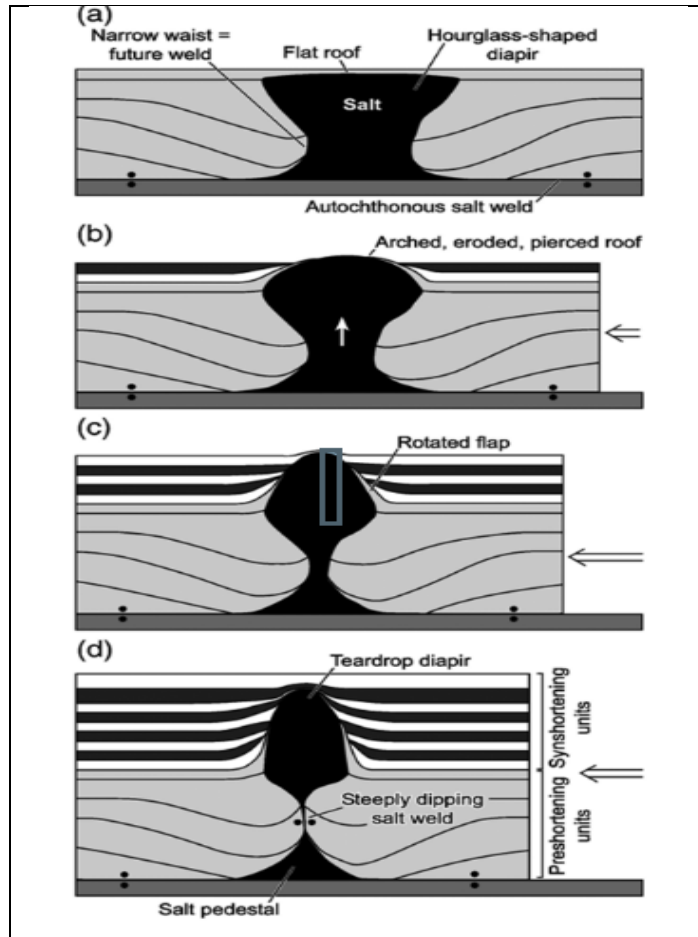 (a)
Narrow waist =
future weld
Flat roof
Hourglass-shaped
diapir
Salt
Autochthonous salt weld
(b)
Arched, eroded, pierced roof
(c)
Rotated flap
(d)
Teardrop diapir
Synshortening
units
Steeply dipping
salt weld
Preshortening
units
Salt pedestal